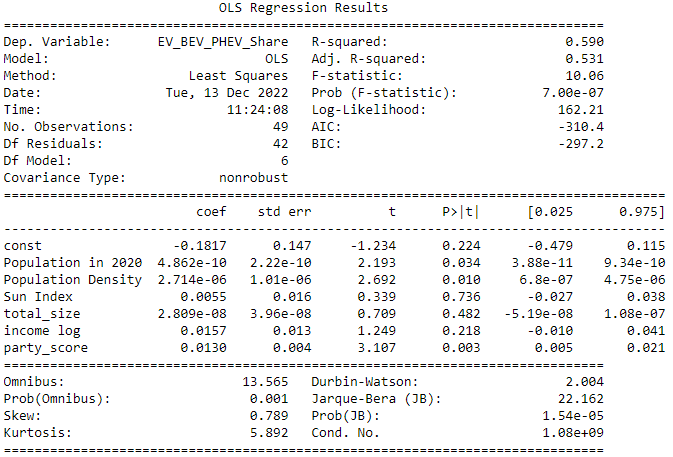 OLS Regression Results
==============================================================================
Dep. Variable:      EV_BEV_PHEV_Share   R-squared:                       0.590
Model:                            OLS   Adj. R-squared:                  0.531
Method:                 Least Squares   F-statistic:                     10.06
Date:                Tue, 13 Dec 2022   Prob (F-statistic):           7.00e-07
Time:                        11:24:08   Log-Likelihood:                 162.21
No. Observations:                  49   AIC:                            -310.4
Df Residuals:                      42   BIC:                            -297.2
Df Model:                           6
Covariance Type:            nonrobust
======================================================================================
                         coef    std err          t      P>|t|      [0.025      0.975]
--------------------------------------------------------------------------------------
const                 -0.1817      0.147     -1.234      0.224      -0.479       0.115
Population in 2020  4.862e-10   2.22e-10      2.193      0.034    3.88e-11    9.34e-10
Population Density  2.714e-06   1.01e-06      2.692      0.010     6.8e-07    4.75e-06
Sun Index              0.0055      0.016      0.339      0.736      -0.027       0.038
total_size          2.809e-08   3.96e-08      0.709      0.482   -5.19e-08    1.08e-07
income log             0.0157      0.013      1.249      0.218      -0.010       0.041
party_score            0.0130      0.004      3.107      0.003       0.005       0.021
==============================================================================
Omnibus:                       13.565   Durbin-Watson:                   2.004
Prob(Omnibus):                  0.001   Jarque-Bera (JB):               22.162
Skew:                           0.789   Prob(JB):                     1.54e-05
Kurtosis:                       5.892   Cond. No.                     1.08e+09
==============================================================================